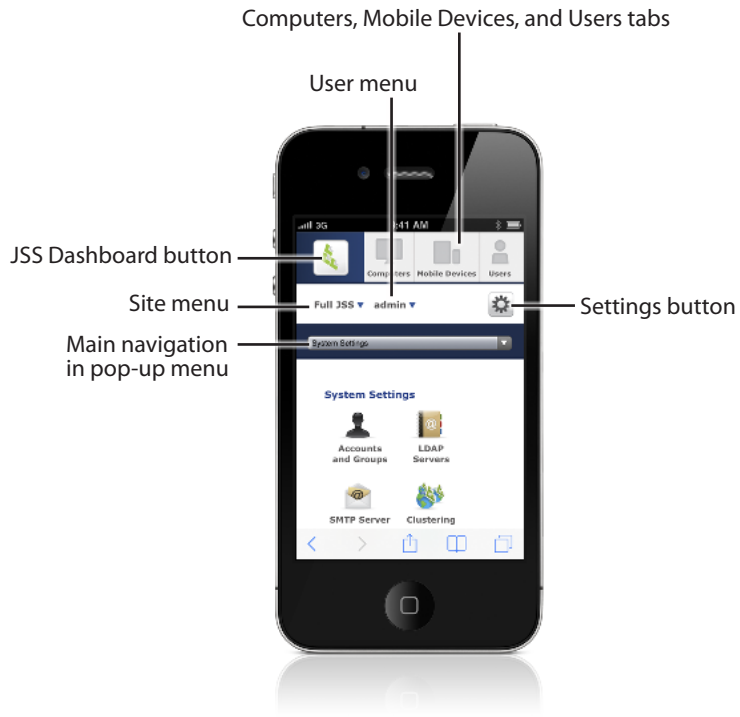 Computers, Mobile Devices, and Users tabs
User menu
3G
:41 AM
JSS Dashboard button
Computers
Mobile Devices
Users
Site menu
Full JSS
admin
Settings button
Main navigation
in pop-up menu
System Settings
System Settings
Accounts
and Groups
LDAP
Servers
SMTP Server
Clustering